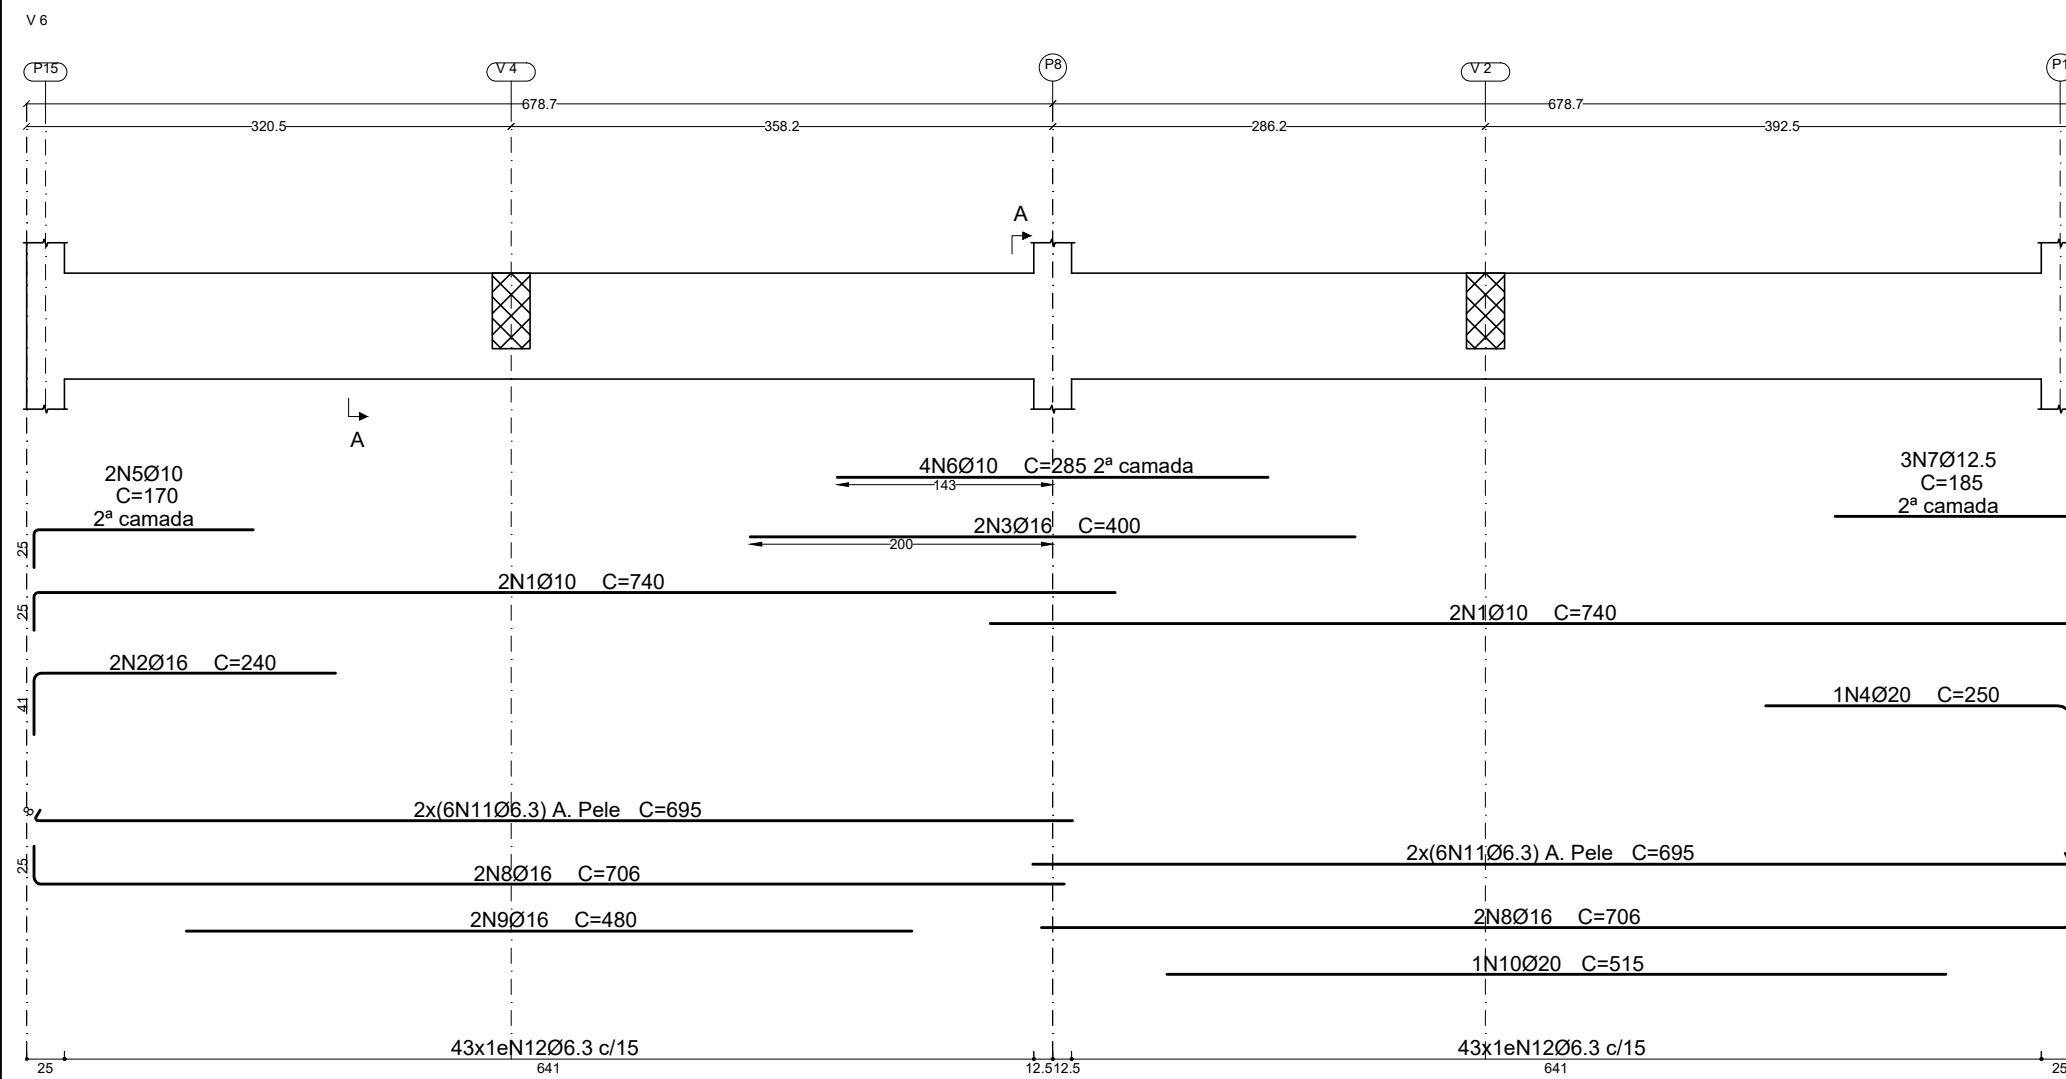 V 6
P15
V 4
P8
V 2
P1
678.7
678.7
320.5
358.2
286.2
392.5
A
A
2N5Ø10
C=170
2ª camada
25
4N6Ø10 C=285 2ª camada
143
3N7Ø12.5
C=185
2ª camada
2N3Ø16 C=400
200
2N1Ø10 C=740
25
2N1Ø10 C=740
2N2Ø16 C=240
41
1N4Ø20 C=250
8
2x(6N11Ø6.3) A. Pele C=695
2x(6N11Ø6.3) A. Pele C=695
25
2N8Ø16 C=706
2N9Ø16 C=480
2N8Ø16 C=706
1N10Ø20 C=515
43x1eN12Ø6.3 c/15
43x1eN12Ø6.3 c/15
25
641
12.5
12.5
641
25